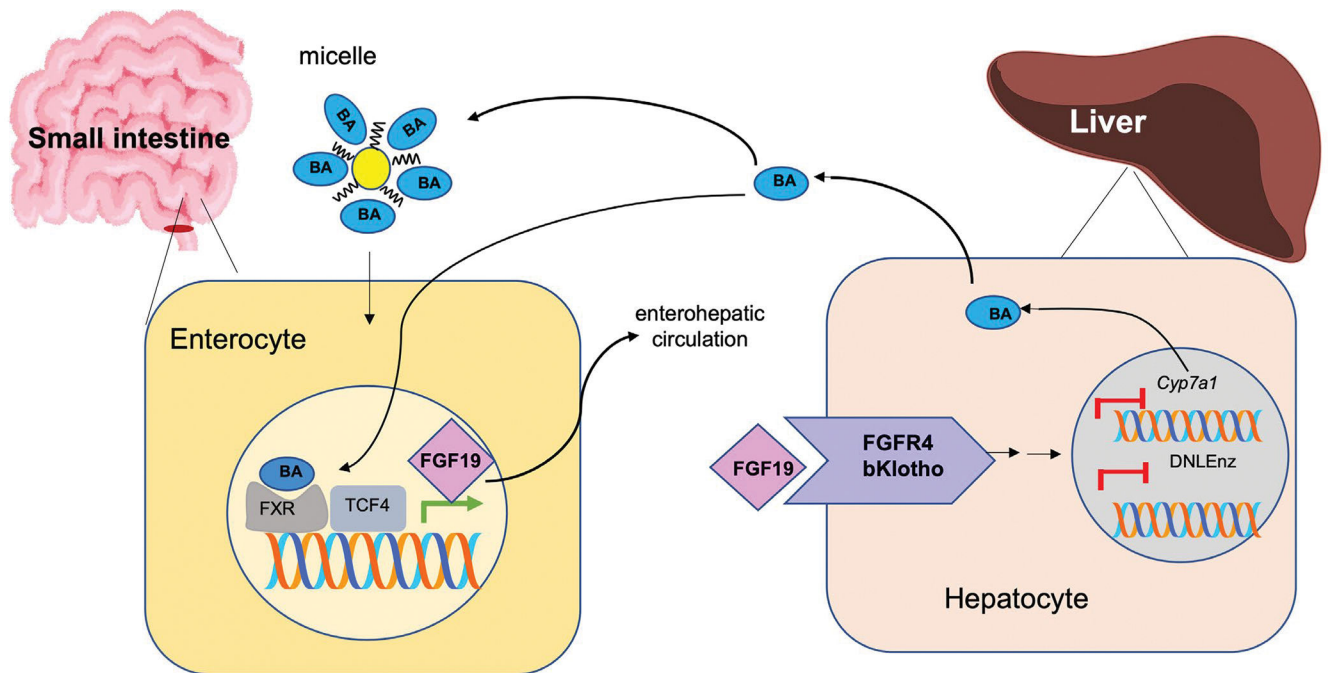 micelle
Small intestine
Liver
BA
BA
BA
BA
BA
BA
BA
Enterocyte
enterohepatic
circulation
BA
FXR
TCF4
FGF19
FGF19
FGFR4
bKlotho
Cyp7a1
DNLEnz
Hepatocyte